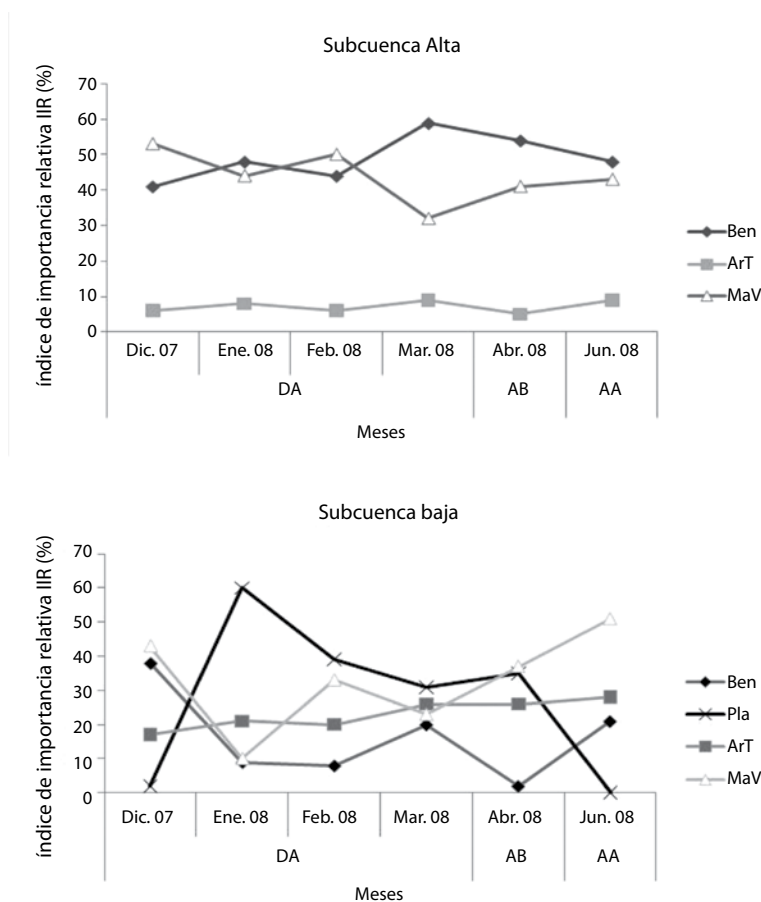 Subcuenca Alta
índice de importancia relativa IIR (%)
70
60
50
40
30
20
10
0
Dic. 07 Ene. 08 Feb. 08 Mar. 08 Abr. 08 Jun. 08
DA AB AA
Meses
Ben
ArT
MaV
Subcuenca baja
índice de importancia relativa IIR (%)
70
60
50
40
30
20
10
0
Dic. 07 Ene. 08 Feb. 08 Mar. 08 Abr. 08 Jun. 08
DA AB AA
Meses
Ben
Pla
ArT
MaV